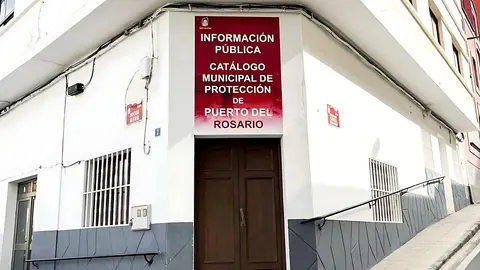 INFORMACIÓN
PÚBLICA
CATÁLOGO
MUNICIPAL DE
PROTECCIÓN
DE
PUERTO DEL
ROSARIO